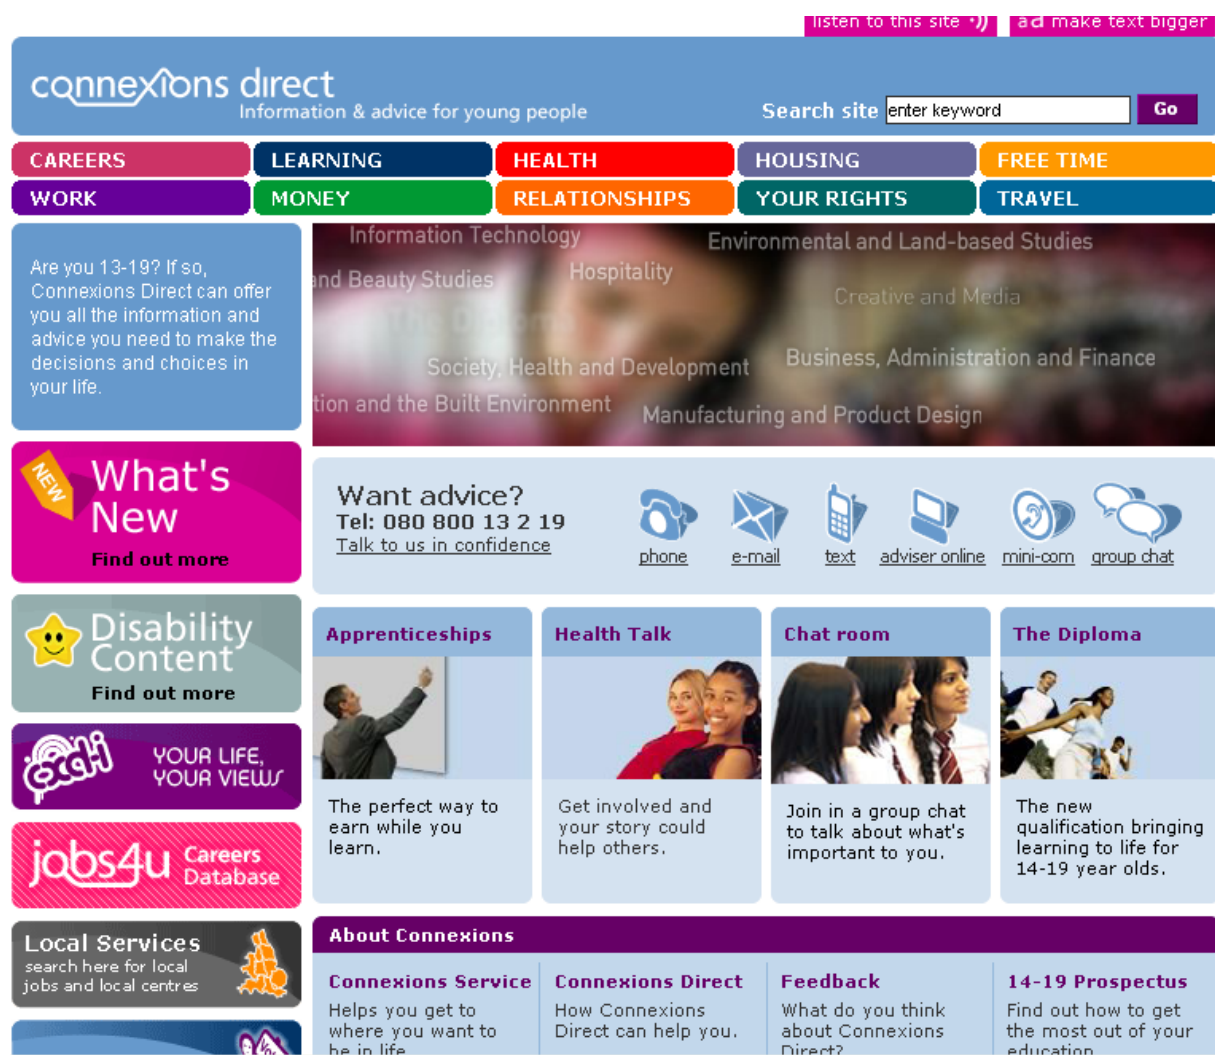 listen to this site
make text bigger
connexions direct
Information & advice for young people
Search site enter keyword Go
CAREERS LEARNING HEALTH HOUSING FREE TIME
WORK MONEY RELATIONSHIPS YOUR RIGHTS TRAVEL
Are you 13-19? If so,
Connexions Direct can offer
you all the information and
advice you need to make the
decisions and choices in
your life.
Information Technology
Environmental and Land-based Studies
and Beauty Studies
Hospitality
Creative and Media
The Diploma
Society, Health and Development
Business, Administration and Finance
tion and the Built Environment
Manufacturing and Product Design
NEW
What's
New
Find out more
Want advice?
Tel: 080 800 13 2 19
Talk to us in confidence
phone e-mail text adviser online mini-com group chat
Disability
Content
Find out more
YOUR LIFE,
YOUR VIEWS
jobs4u Careers
Database
Local Services
search here for local
jobs and local centres
Apprenticeships
The perfect way to
earn while you
learn.
Health Talk
Get involved and
your story could
help others.
Chat room
Join in a group chat
to talk about what's
important to you.
The Diploma
The new
qualification bringing
learning to life for
14-19 year olds.
About Connexions
Connexions Service
Helps you get to
where you want to
be in life
Connexions Direct
How Connexions
Direct can help you.
Feedback
What do you think
about Connexions
Direct?
14-19 Prospectus
Find out how to get
the most out of your
education